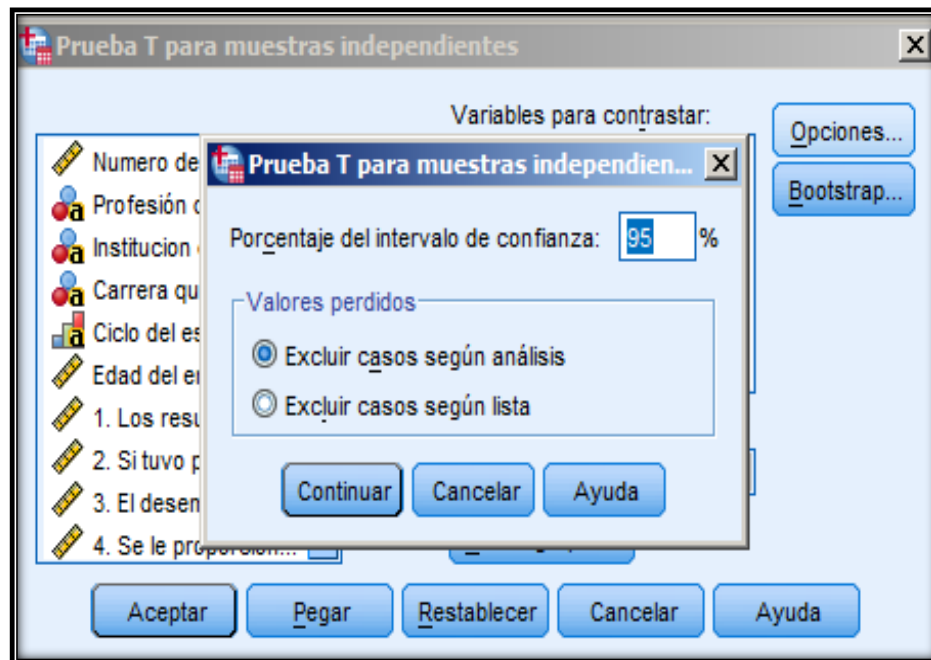 Prueba T para muestras independientes
Variables para contrastar:
Opciones...
Bootstrap...
Numero de
Profesión
Institucion
Carrera qu
Ciclo del es
Edad del
1. Los resu
2. Si tuvo
3. El desen
4. Se le proporsión...
Prueba T para muestras independien...
Porcentaje del intervalo de confianza: 95 %
Valores perdidos
Excluir casos según análisis
Excluir casos según lista
Continuar Cancelar Ayuda
Aceptar Pegar Restablecer Cancelar Ayuda